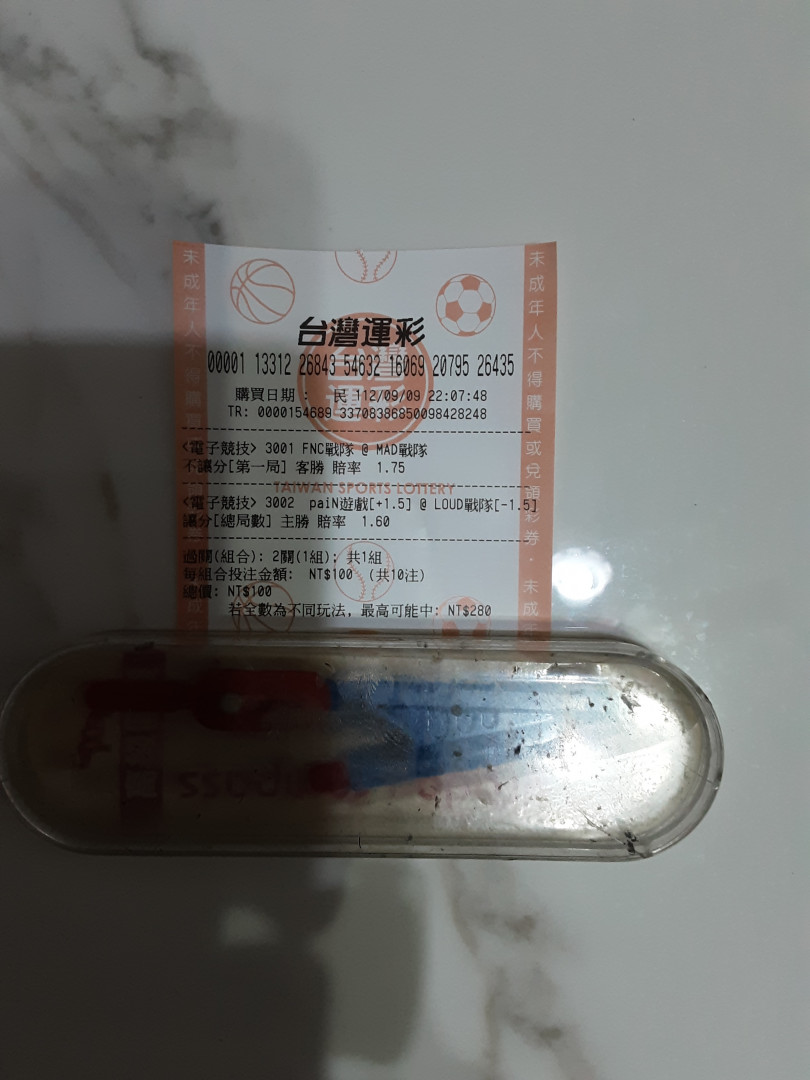 台灣運彩
00001 13312 26843 54632 16069 20795 26435
購買日期 : 民 112/09/09 22:07:48
TR: 0000154689 33708386850098428248
<電子競技> 3001 FNC戰隊 @ MAD戰隊
不讓分[第一局] 客勝 賠率 1.75
TAIWAN SPORTS LOTTERY
<電子競技> 3002 paiN遊戲[+1.5] @ LOUD戰隊[-1.5]
讓分[總局數] 主勝 賠率 1.60
過關(組合): 2關(1組); 共1組
每組合投注金額: NT$100 (共10注)
總價: NT$100
若全數為不同玩法, 最高可能中: NT$280
未成年人不得購買
未成年人不得購買或兌領彩券・未成